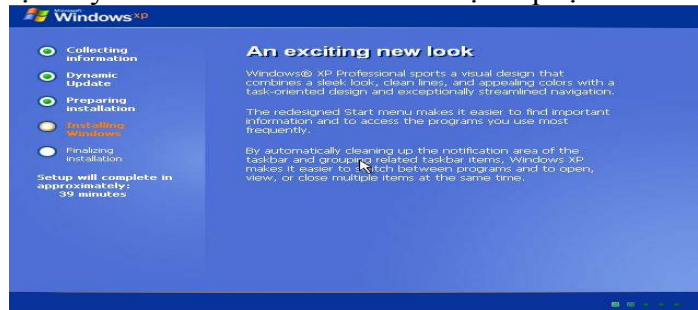 Microsoft
Windows xp
Collecting
information
Dynamic
Update
Preparing
installation
Installing
Windows
Finalizing
installation
Setup will complete in
approximately:
39 minutes
An exciting new look
Windows® XP Professional sports a visual design that
combines a sleek look, clean lines, and appealing colors with a
task-oriented design and exceptionally streamlined navigation.
The redesigned Start menu makes it easier to find important
information and to access the programs you use most
frequently.
By automatically cleaning up the notification area of the
taskbar and grouping related taskbar items, Windows XP
makes it easier to switch between programs and to open,
view, or close multiple items at the same time.